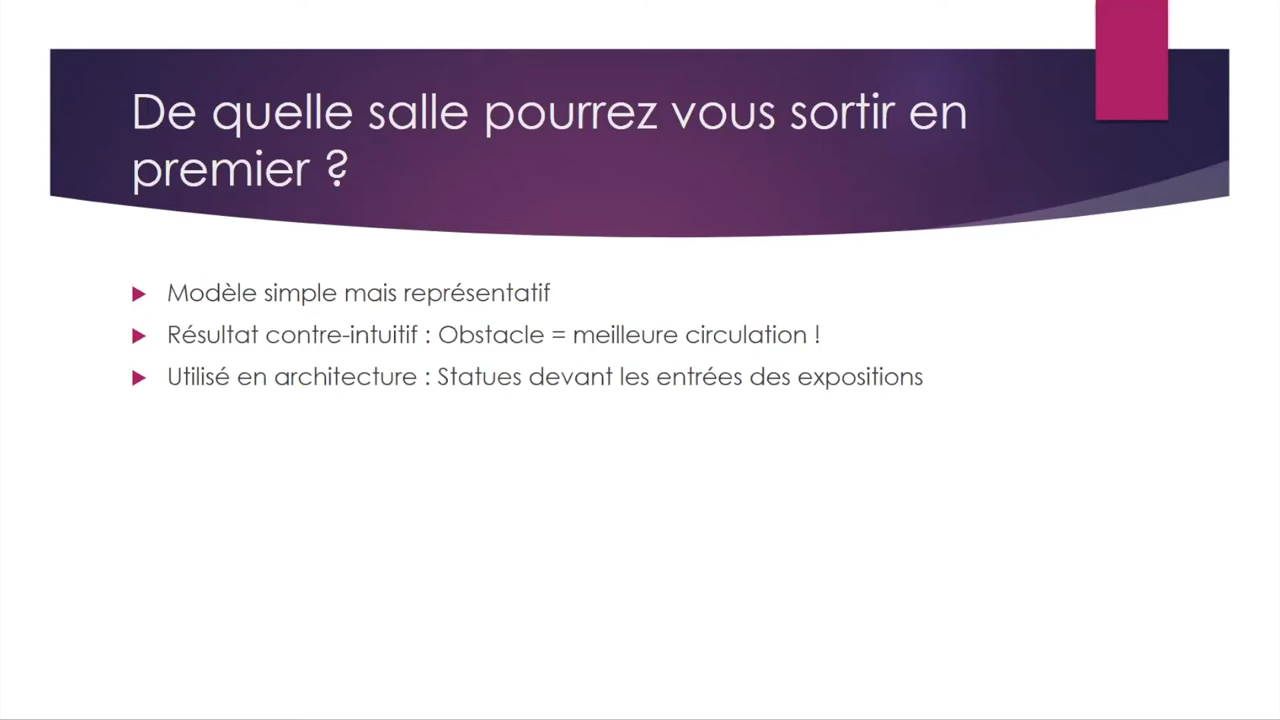 De quelle salle pourrez vous sortir en
premier ?
Modèle simple mais représentatif
Résultat contre-intuitif : Obstacle = meilleure circulation !
Utilisé en architecture : Statues devant les entrées des expositions